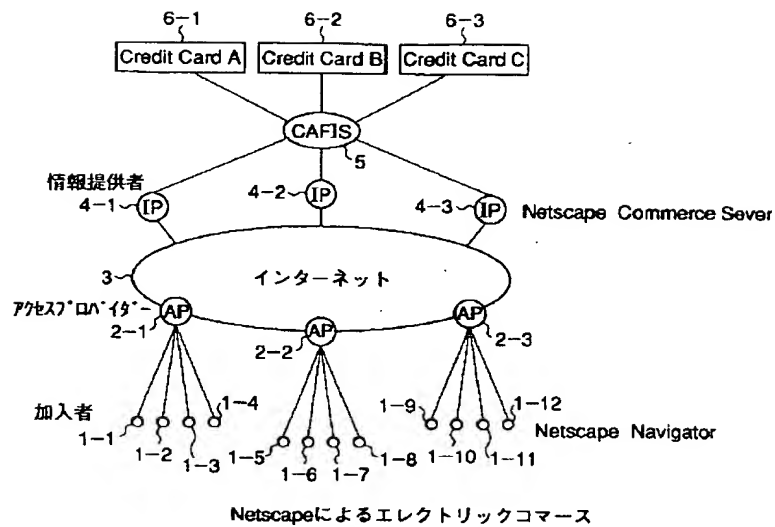 6-1
6-2
6-3
Credit Card A
Credit Card B
Credit Card C
CAFIS
5
情報提供者
4-1
IP
4-2
IP
4-3
IP
Netscape Commerce Sever
3
インターネット
アクセスプロバイダー
AP
2-1
AP
2-2
AP
2-3
加入者
1-1
1-2
1-3
1-4
1-5
1-6
1-7
1-8
1-9
1-10
1-11
1-12
Netscape Navigator
Netscapeによるエレクトリックコマース